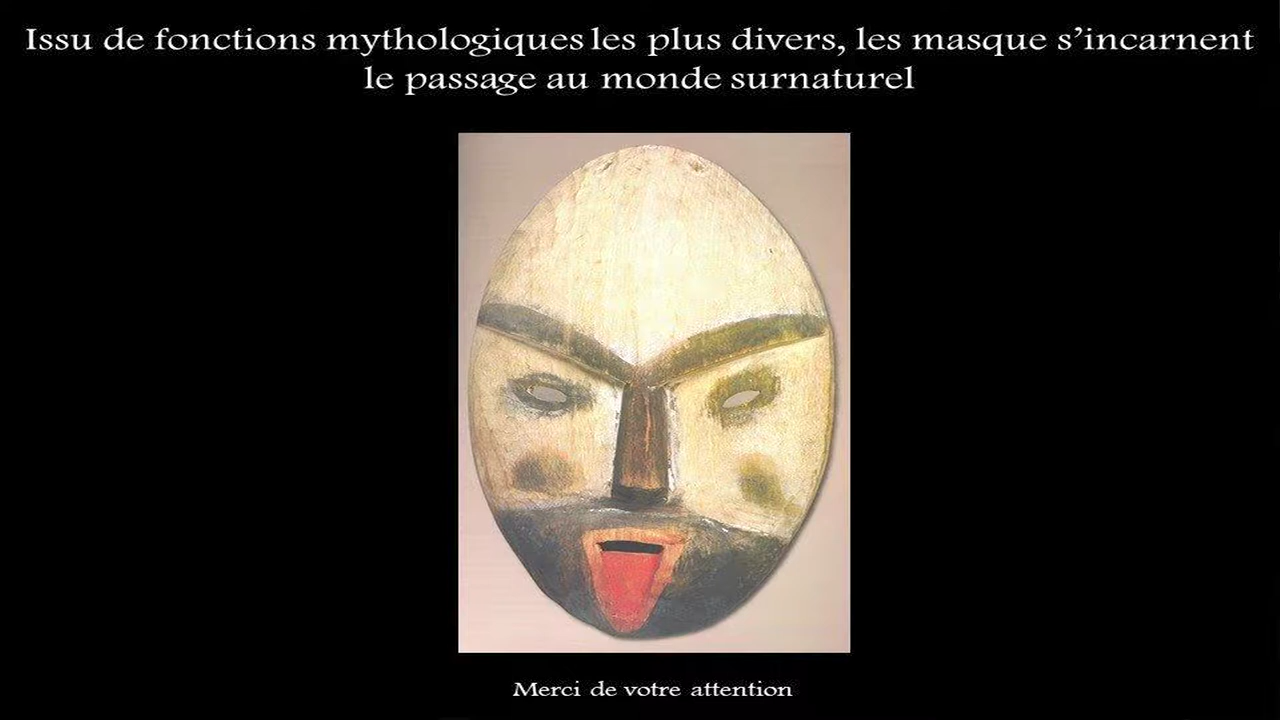 Issu de fonctions mythologiques les plus divers, les masque s’incarnent
le passage au monde surnaturel
Merci de votre attention